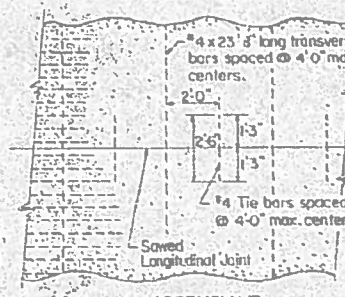 #4 x 23'8" long transver
bars spaced @ 4'-0" ma
centers.
2'-0"
2'-6"
1'-3"
1'-3"
#4 Tie bars spaced
@ 4'-0" max. center
Sawed
Longitudinal Joint